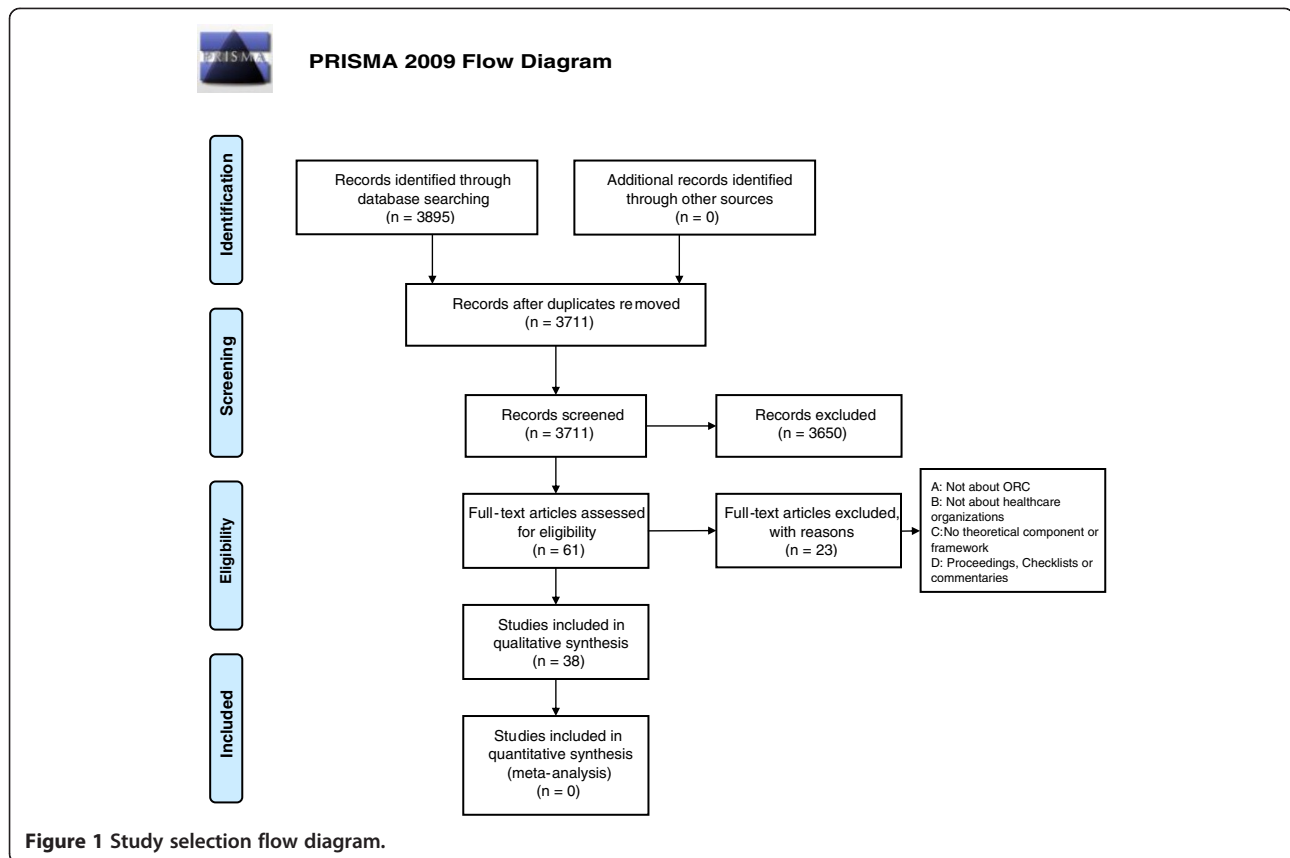 PRISMA
PRISMA 2009 Flow Diagram
Identification
Records identified through
database searching
(n = 3895)
Additional records identified
through other sources
(n = 0)
Records after duplicates removed
(n = 3711)
Screening
Records screened
(n = 3711)
Records excluded
(n = 3650)
Eligibility
Full-text articles assessed
for eligibility
(n = 61)
Full-text articles excluded,
with reasons
(n = 23)
A: Not about ORC
B: Not about healthcare
organizations
C:No theoretical component or
framework
D: Proceedings, Checklists or
commentaries
Studies included in
qualitative synthesis
(n = 38)
Included
Studies included in
quantitative synthesis
(meta-analysis)
(n = 0)
Figure 1 Study selection flow diagram.